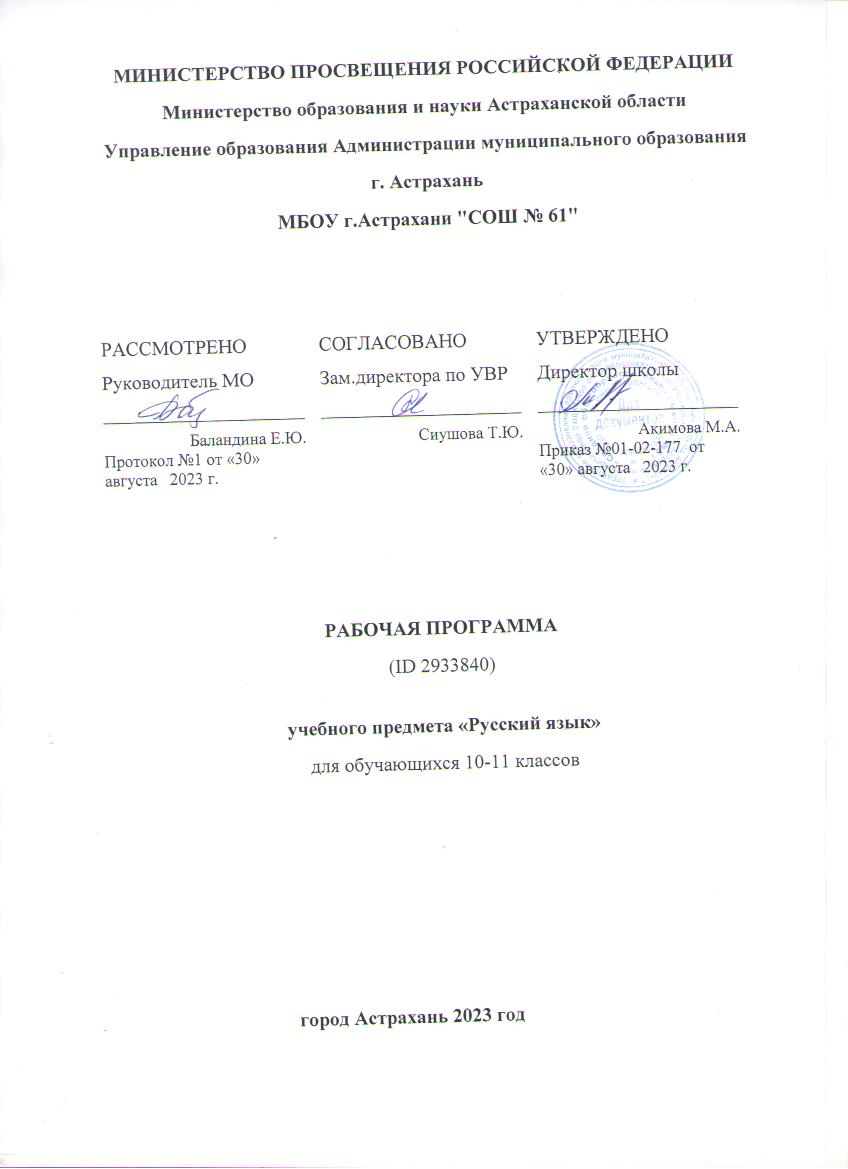 МИНИСТЕРСТВО ПРОСВЕЩЕНИЯ РОССИЙСКОЙ ФЕДЕРАЦИИ
Министерство образования и науки Астраханской области
Управление образования Администрации муниципального образования
г. Астрахань
МБОУ г.Астрахани "СОШ № 61"
РАССМОТРЕНО
Руководитель МО
Баландина Е.Ю.
Протокол №1 от «30»
августа 2023 г.
СОГЛАСОВАНО
Зам.директора по УВР
Сиушова Т.Ю.
УТВЕРЖДЕНО
Директор школы
Акимова М.А.
Приказ №01-02-177 от
«30» августа 2023 г.
для
документов
РАБОЧАЯ ПРОГРАММА
(ID 2933840)
учебного предмета «Русский язык»
для обучающихся 10-11 классов
город Астрахань 2023 год